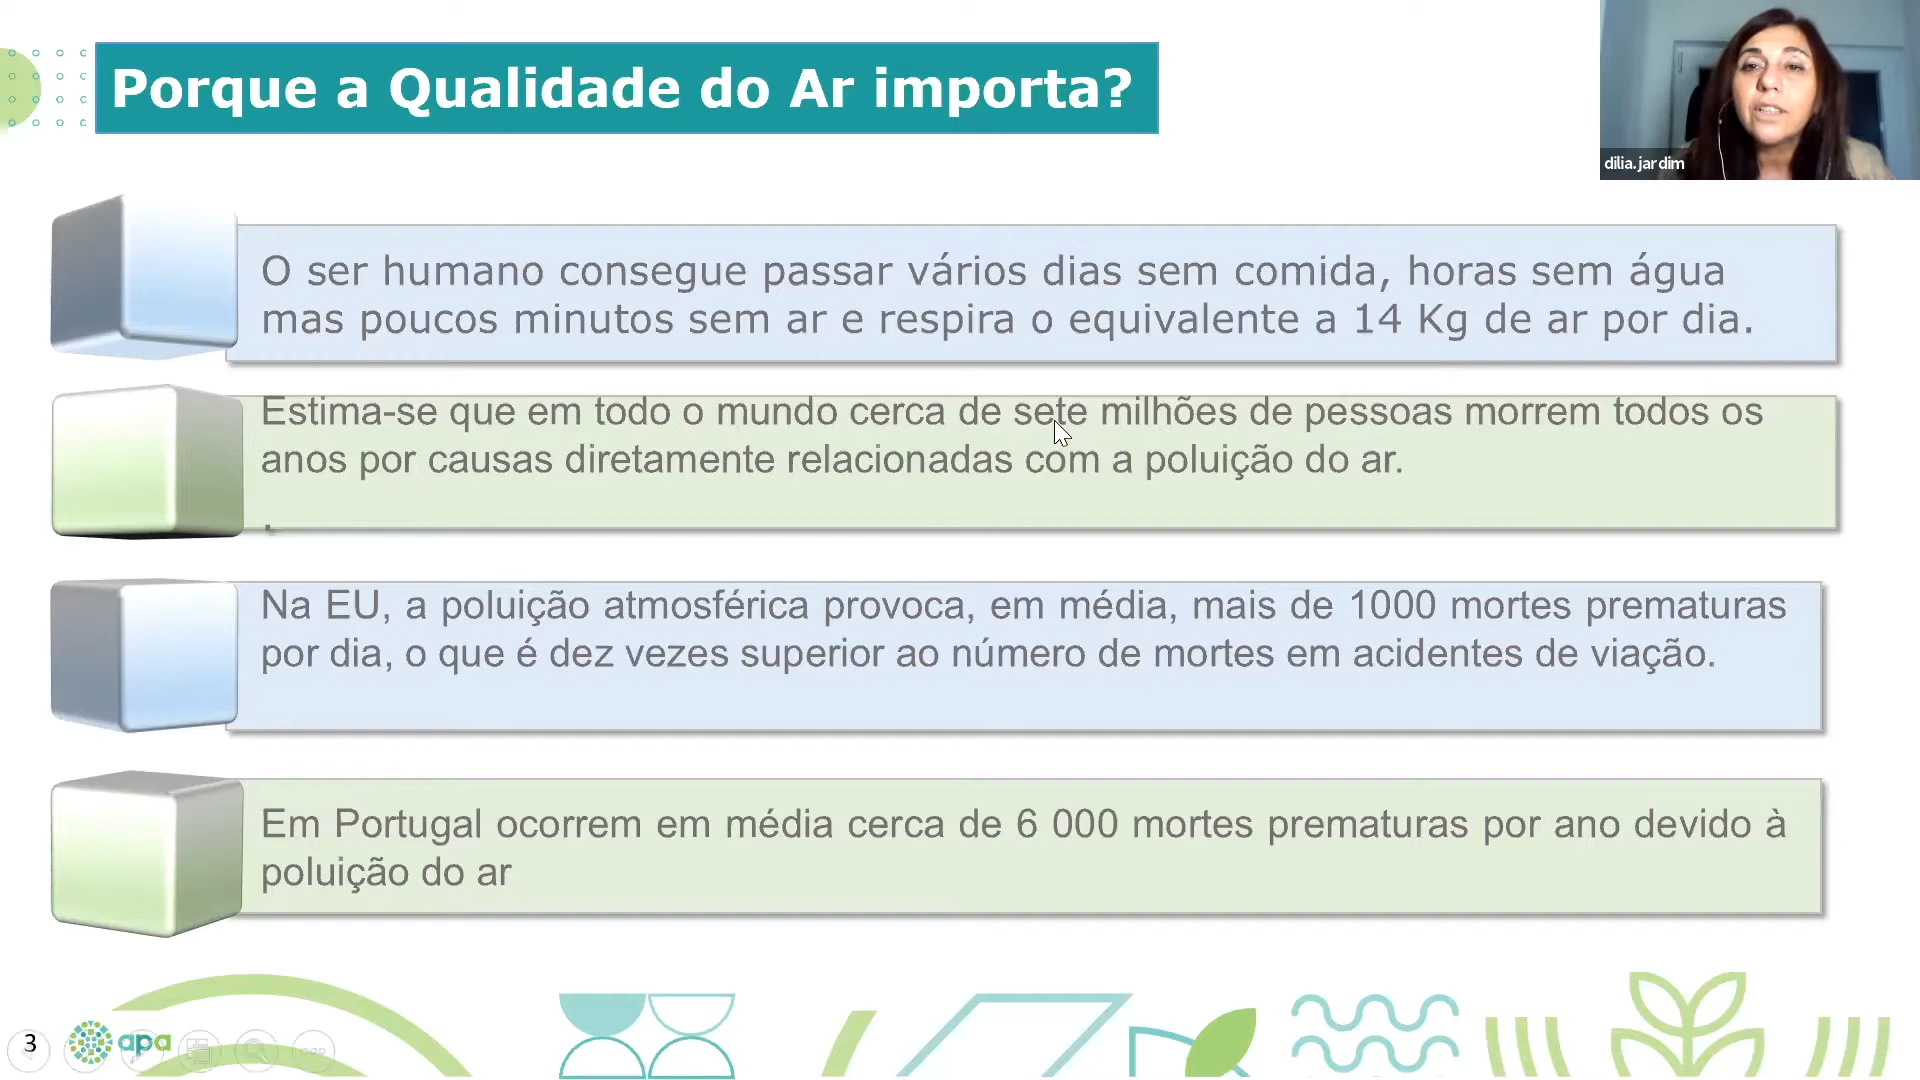 Porque a Qualidade do Ar importa?
dilia.jardim
O ser humano consegue passar vários dias sem comida, horas sem água
mas poucos minutos sem ar e respira o equivalente a 14 Kg de ar por dia.
Estima-se que em todo o mundo cerca de sete milhões de pessoas morrem todos os
anos por causas diretamente relacionadas com a poluição do ar.
.
Na EU, a poluição atmosférica provoca, em média, mais de 1000 mortes prematuras
por dia, o que é dez vezes superior ao número de mortes em acidentes de viação.
Em Portugal ocorrem em média cerca de 6 000 mortes prematuras por ano devido à
poluição do ar
3
apa